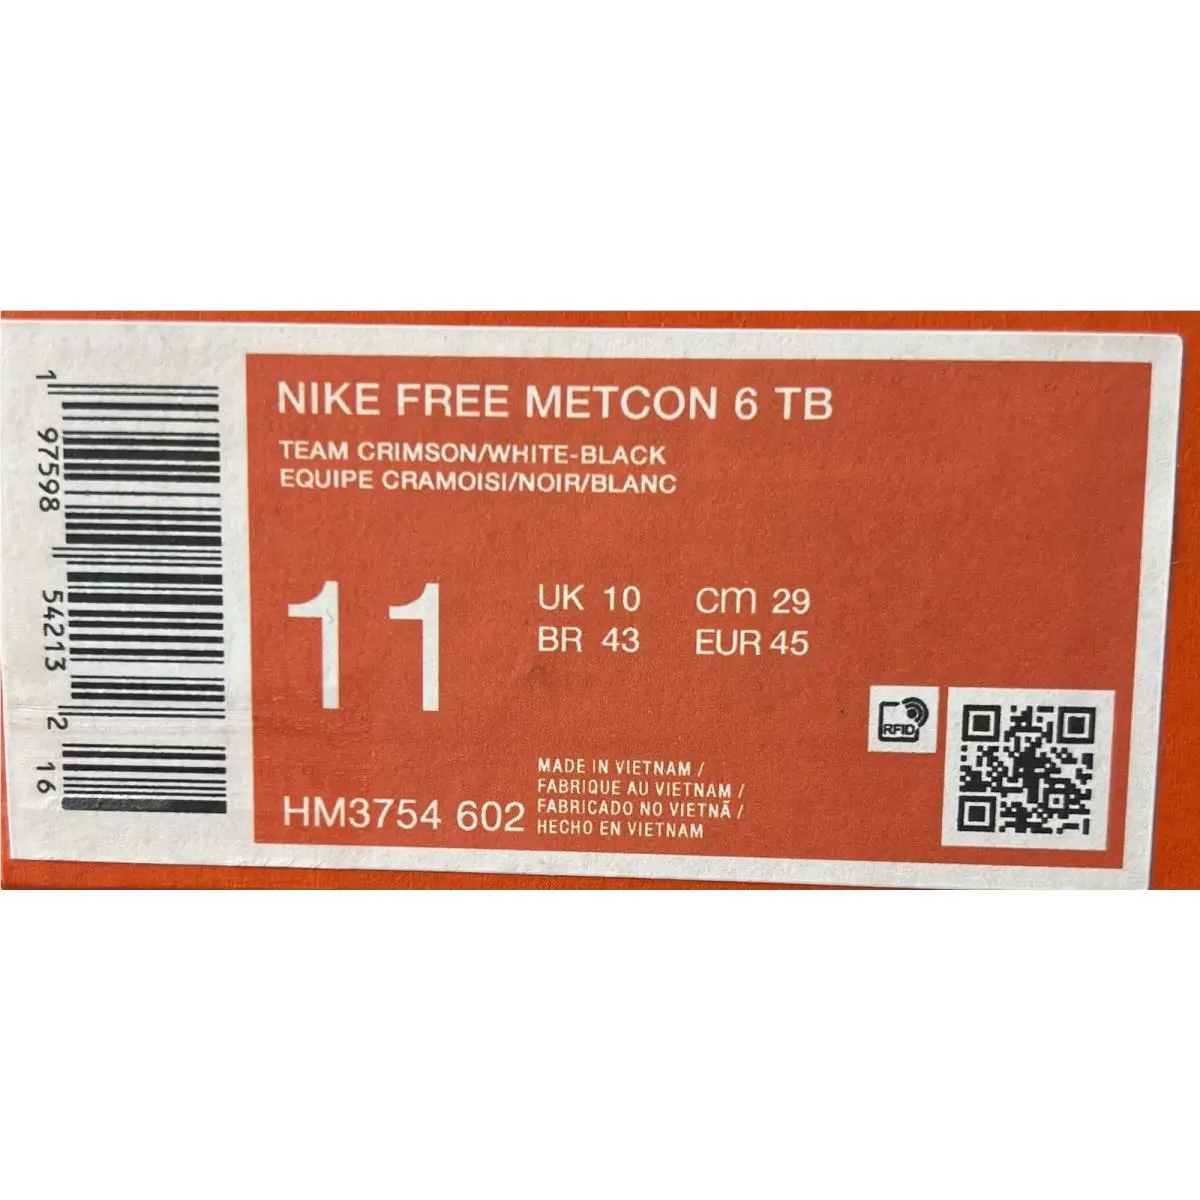 NIKE FREE METCON 6 TB
TEAM CRIMSON/WHITE-BLACK
EQUIPE CRAMOISI/NOIR/BLANC
11
UK 10 cm 29
BR 43 EUR 45
HM3754 602
MADE IN VIETNAM /
FABRIQUE AU VIETNAM /
FABRICADO NO VIETNÃ /
HECHO EN VIETNAM
RFID
1 97598 54213 2 16